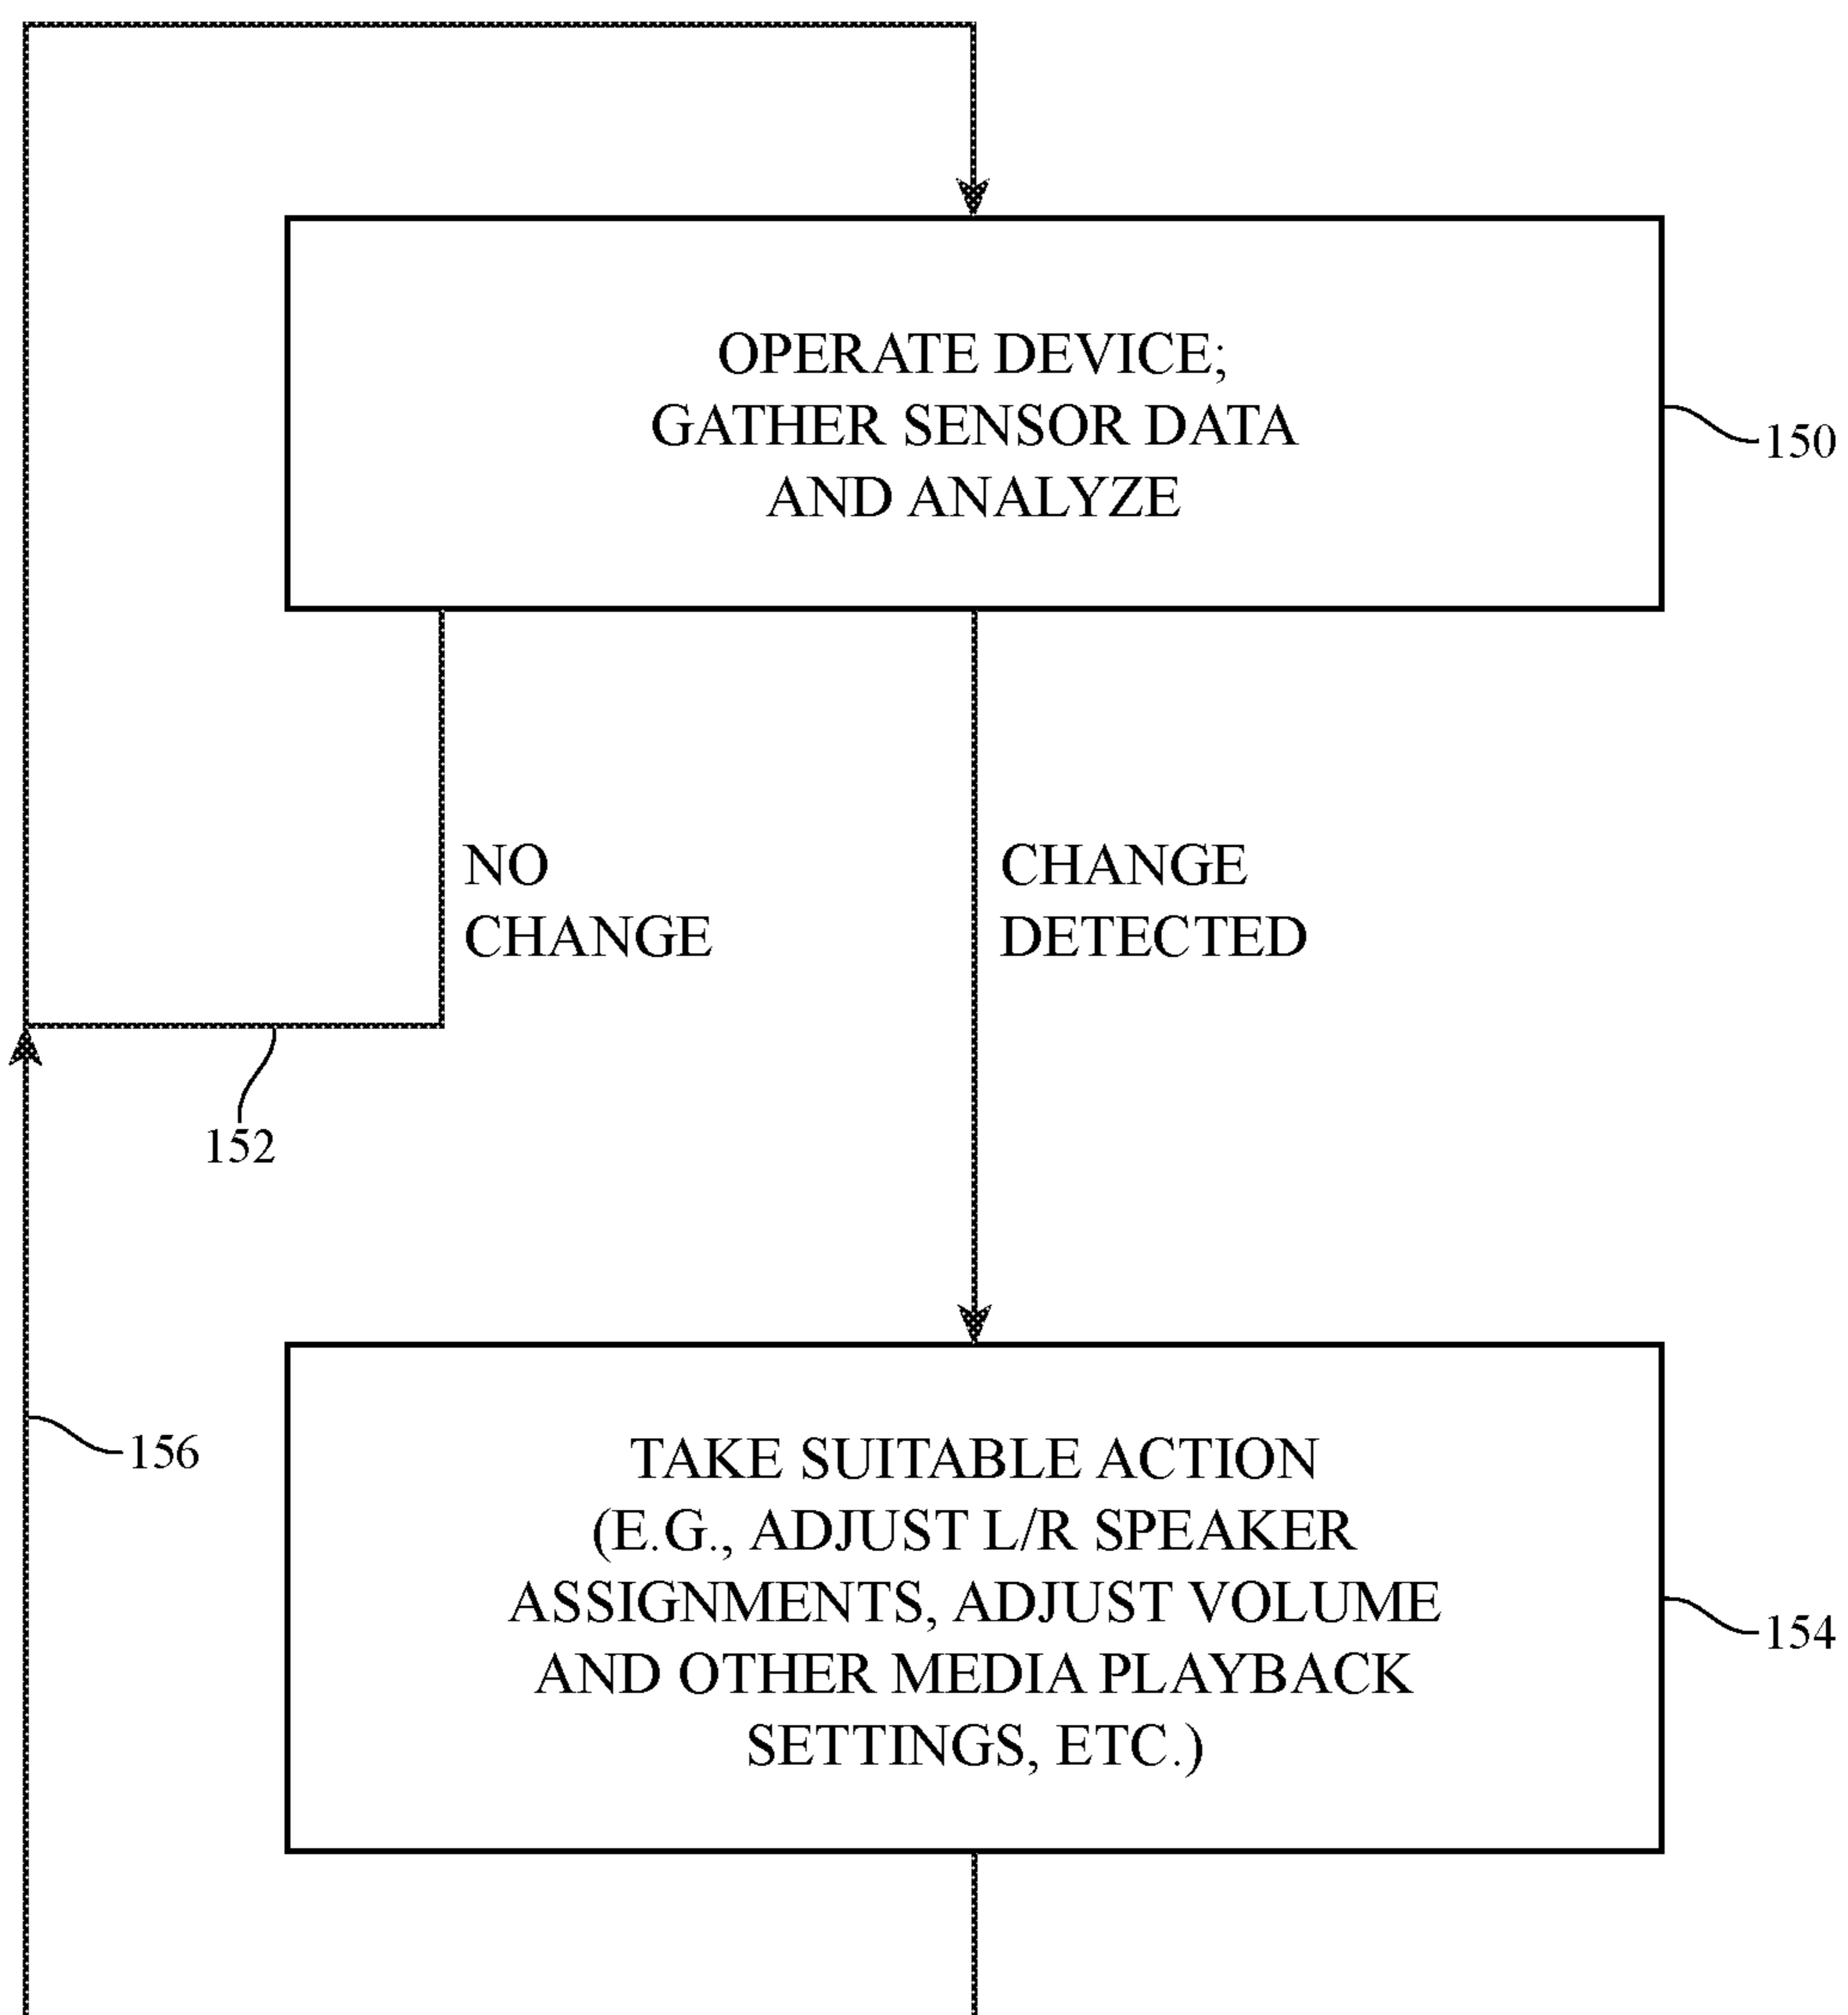 OPERATE DEVICE;
GATHER SENSOR DATA
AND ANALYZE
150
NO
CHANGE
CHANGE
DETECTED
152
156
TAKE SUITABLE ACTION
(E.G., ADJUST L/R SPEAKER
ASSIGNMENTS, ADJUST VOLUME
AND OTHER MEDIA PLAYBACK
SETTINGS, ETC.)
154